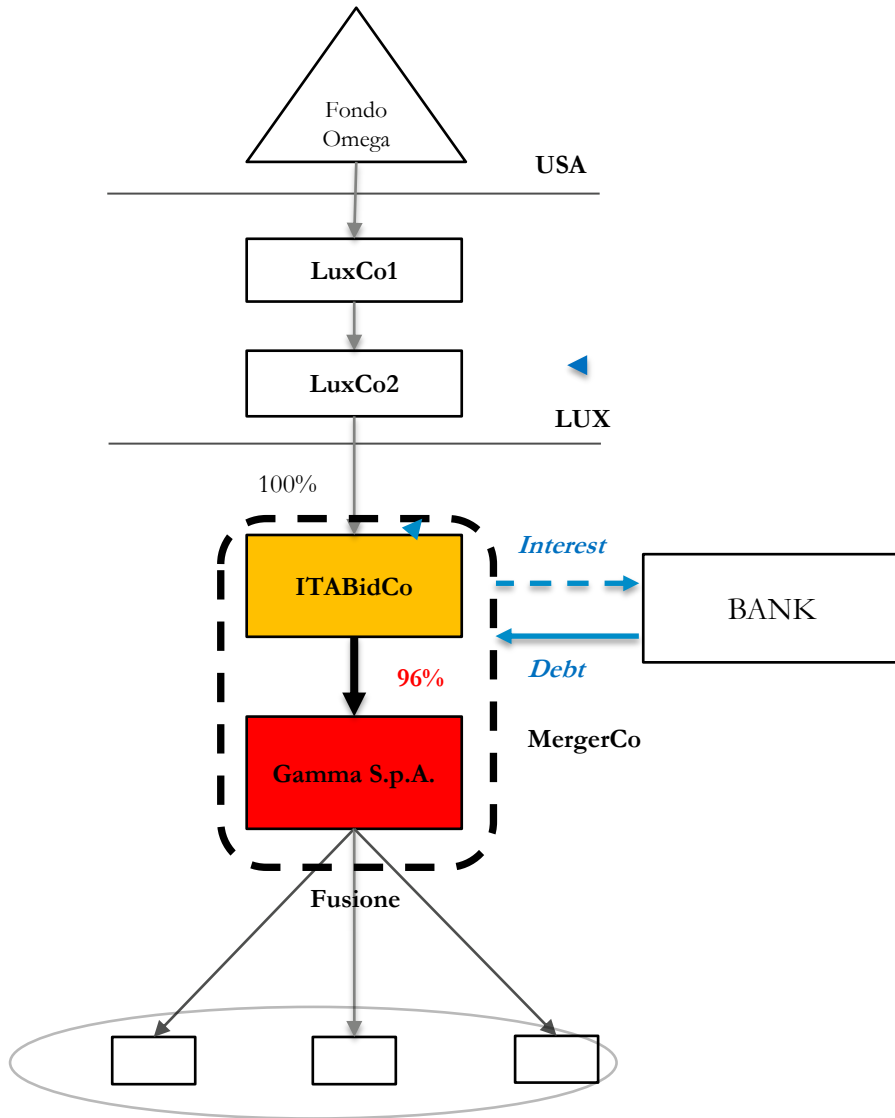 Fondo
Omega
USA
LuxCo1
LuxCo2
LUX
100%
Interest
ITABidCo
BANK
96%
Debt
MergerCo
Gamma S.p.A.
Fusione